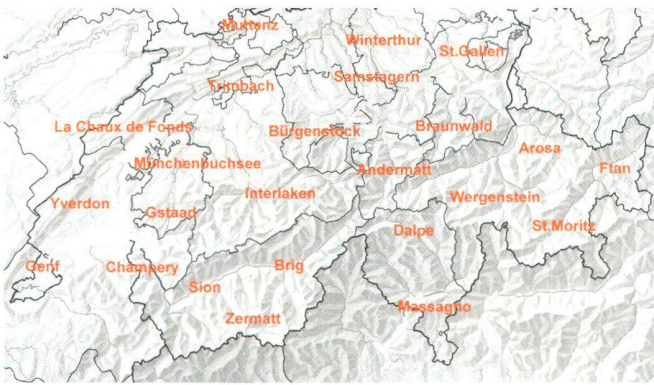 Muttenz
Winterthur
St.Gallen
Trimbach
Samstagern
La Chaux de Fonds
Bürgenstock
Braunwald
Münchenbuchsee
Andermatt
Arosa
Ftan
Yverdon
Gstaad
Interlaken
Wergenstein
Dalpe
St.Moritz
Genf
Champery
Brig
Sion
Massagno
Zermatt